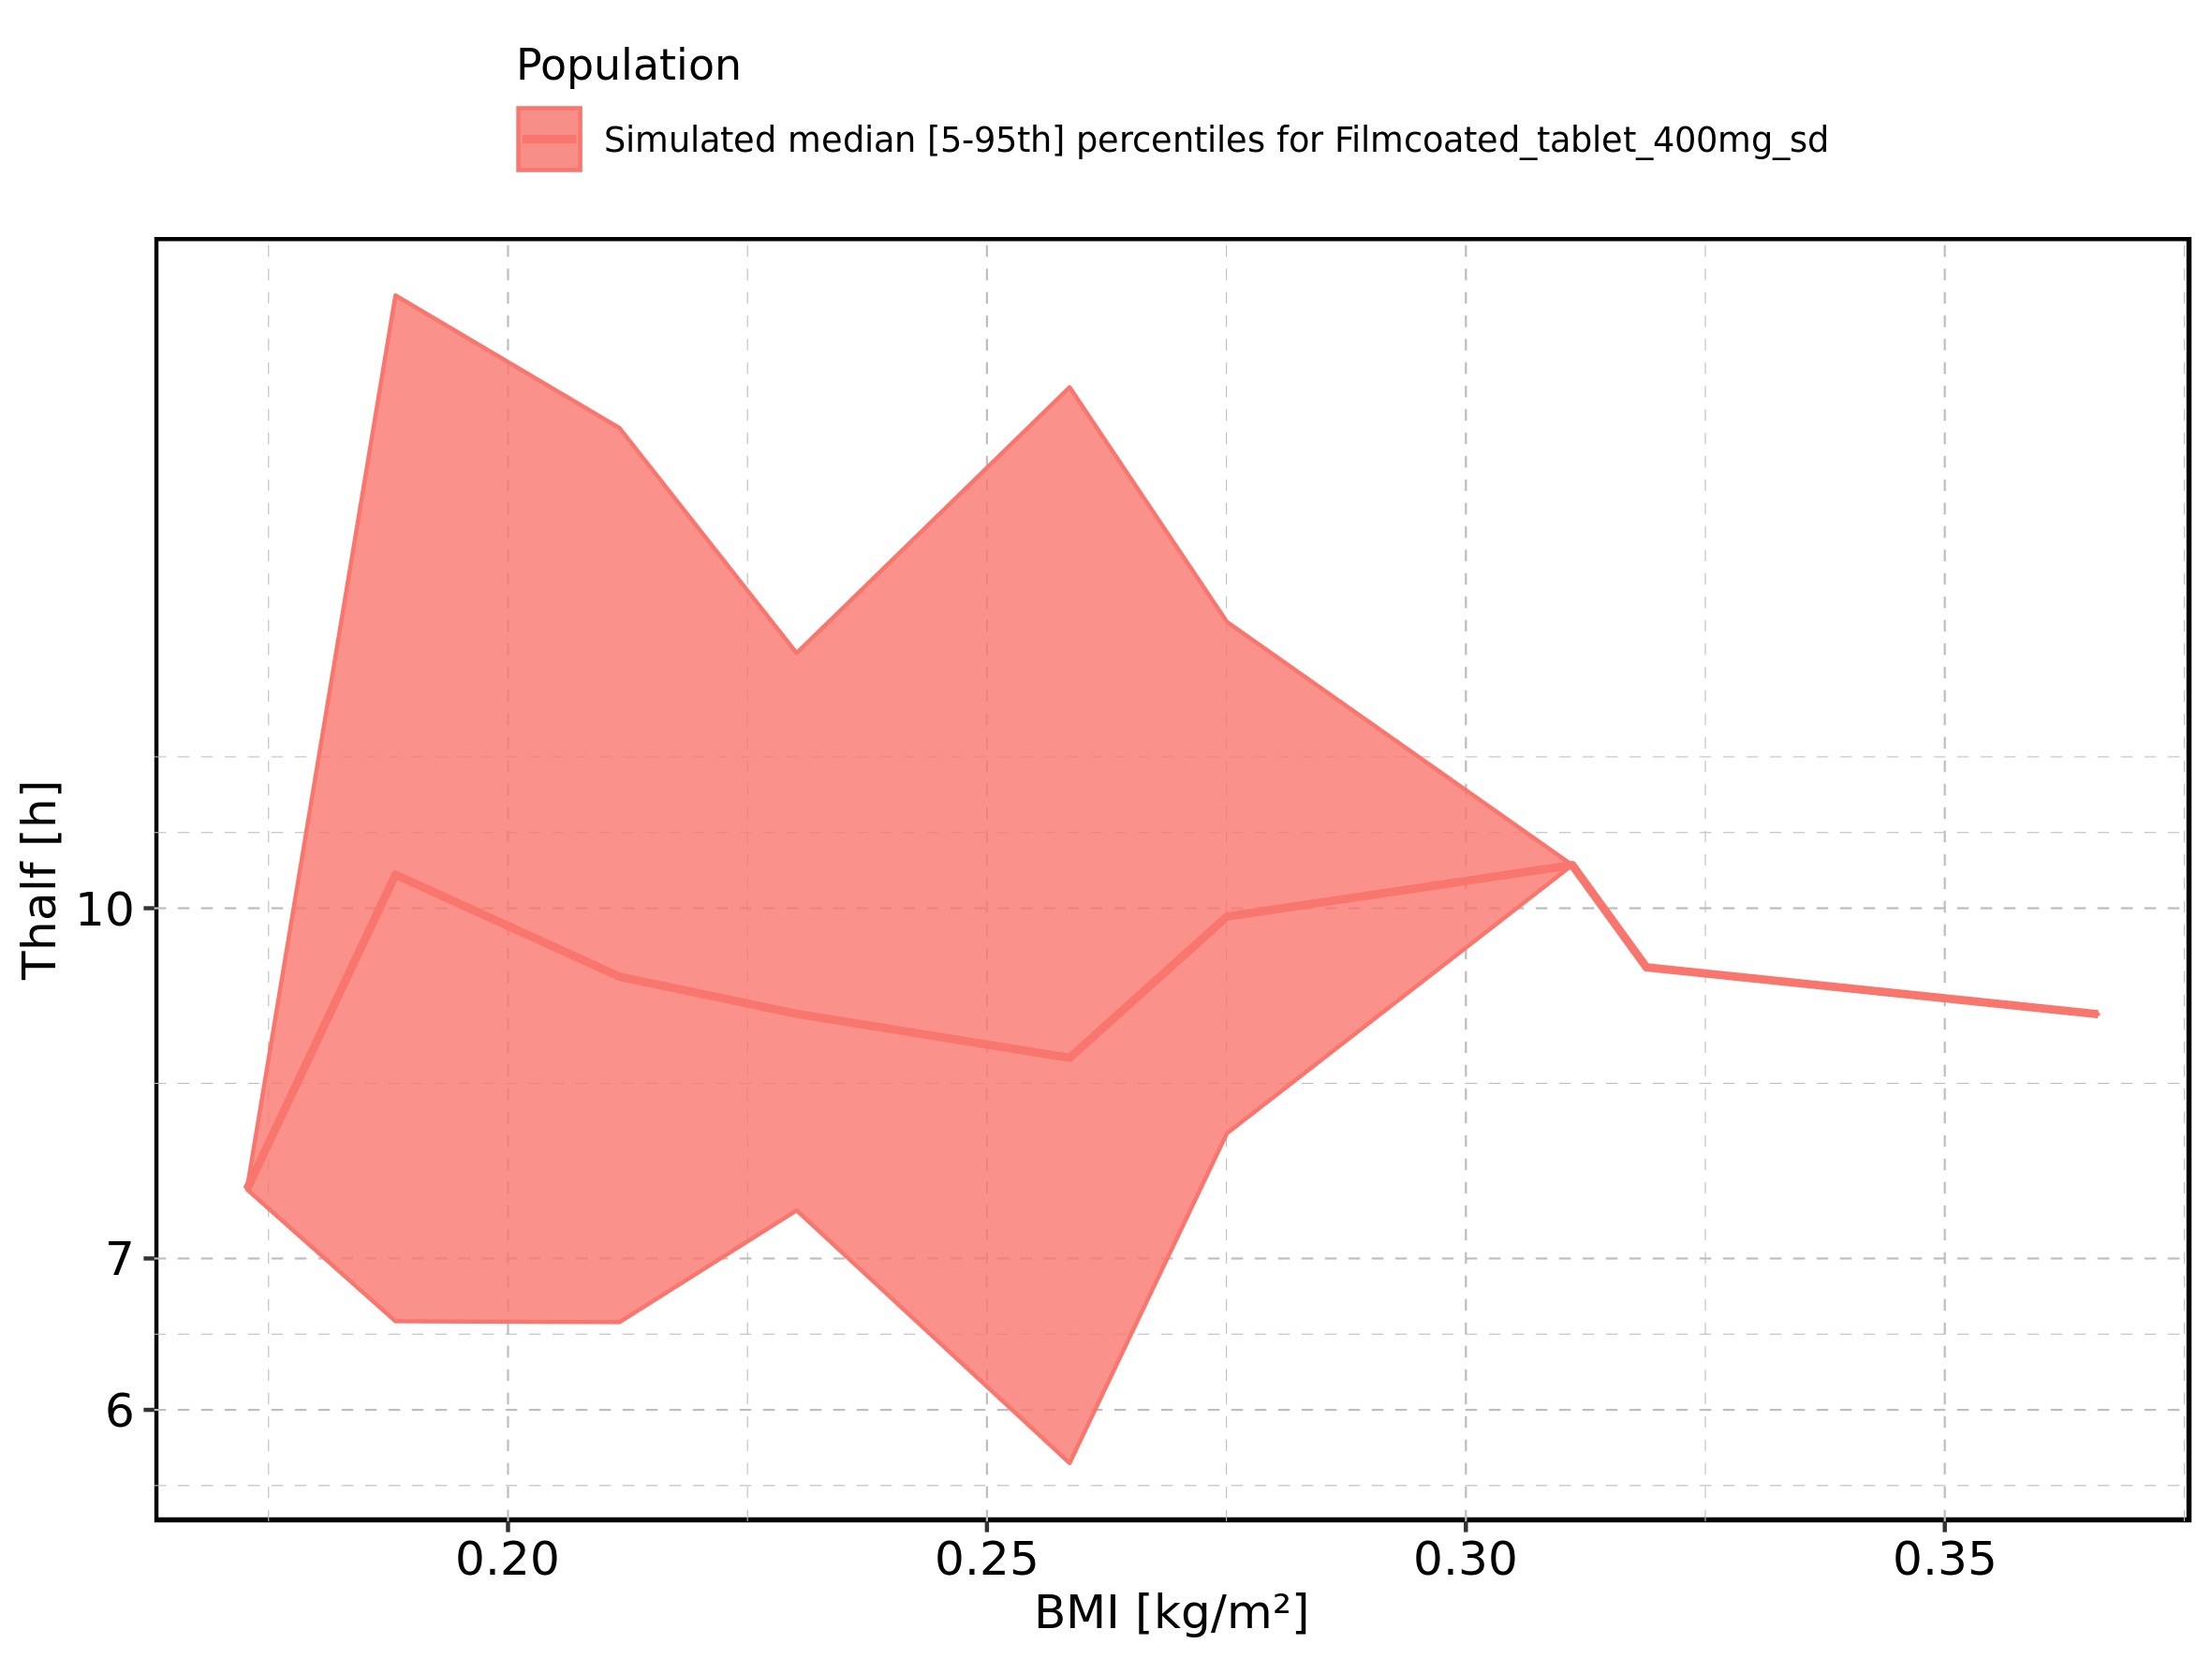 Population
Simulated median [5-95th] percentiles for Filmcoated_tablet_400mg_sd
Thalf [h]
10
7
6
0.20
0.25
0.30
0.35
BMI [kg/m²]